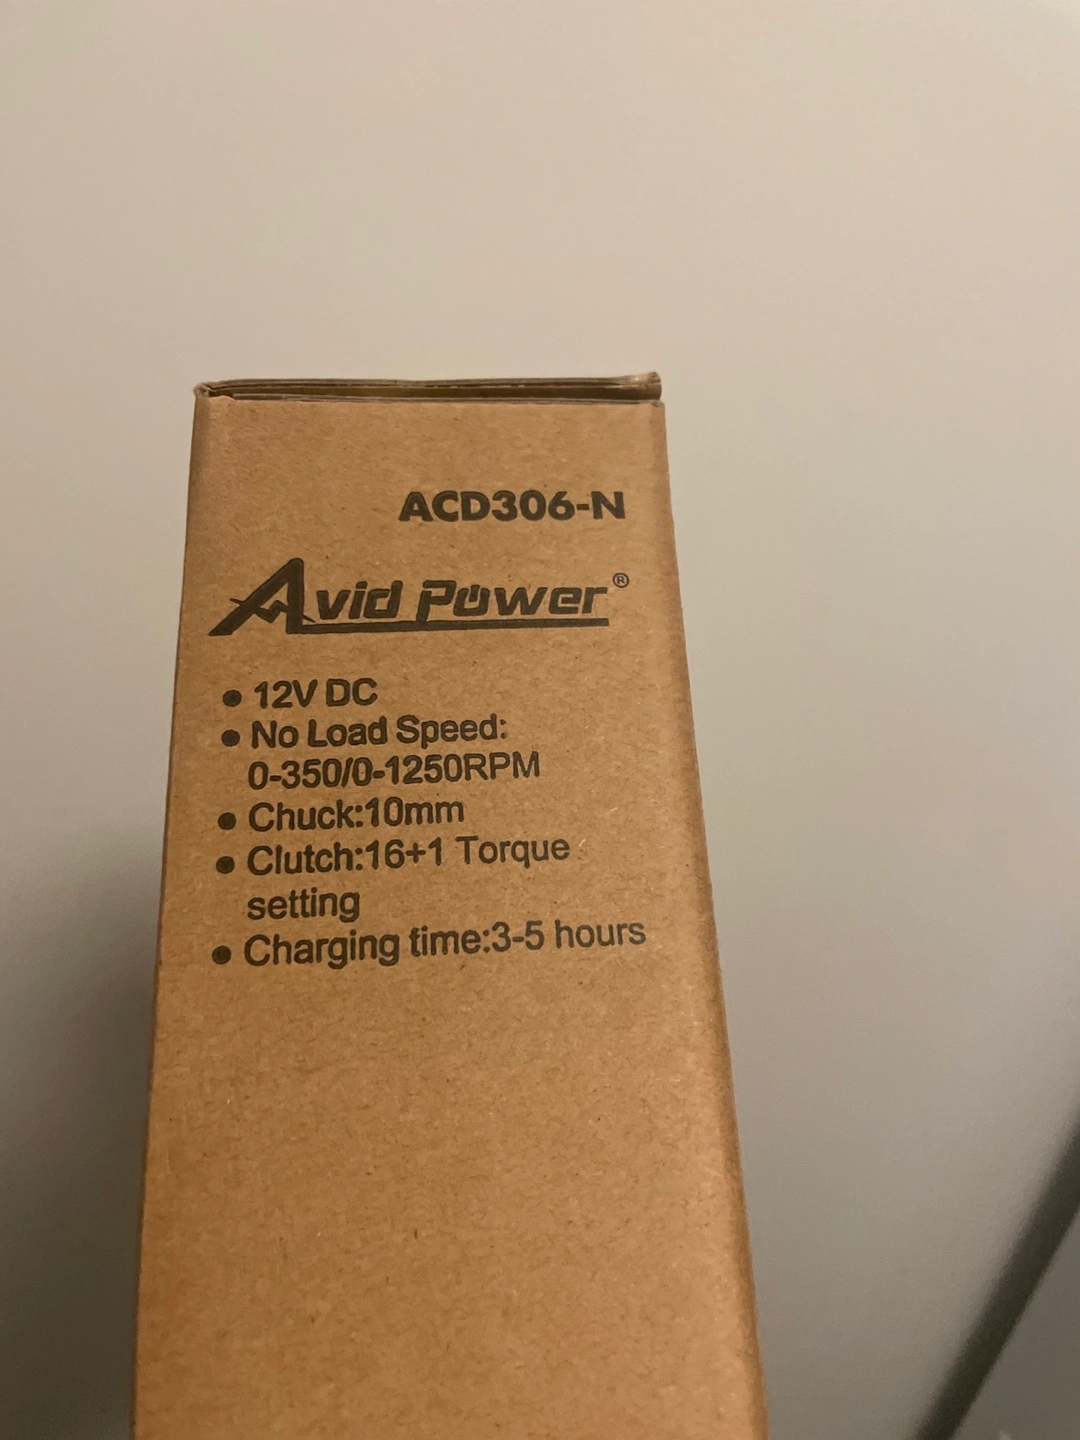 ACD306-N
Avid Power®
• 12V DC
• No Load Speed:
0-350/0-1250RPM
• Chuck:10mm
• Clutch:16+1 Torque
setting
• Charging time:3-5 hours